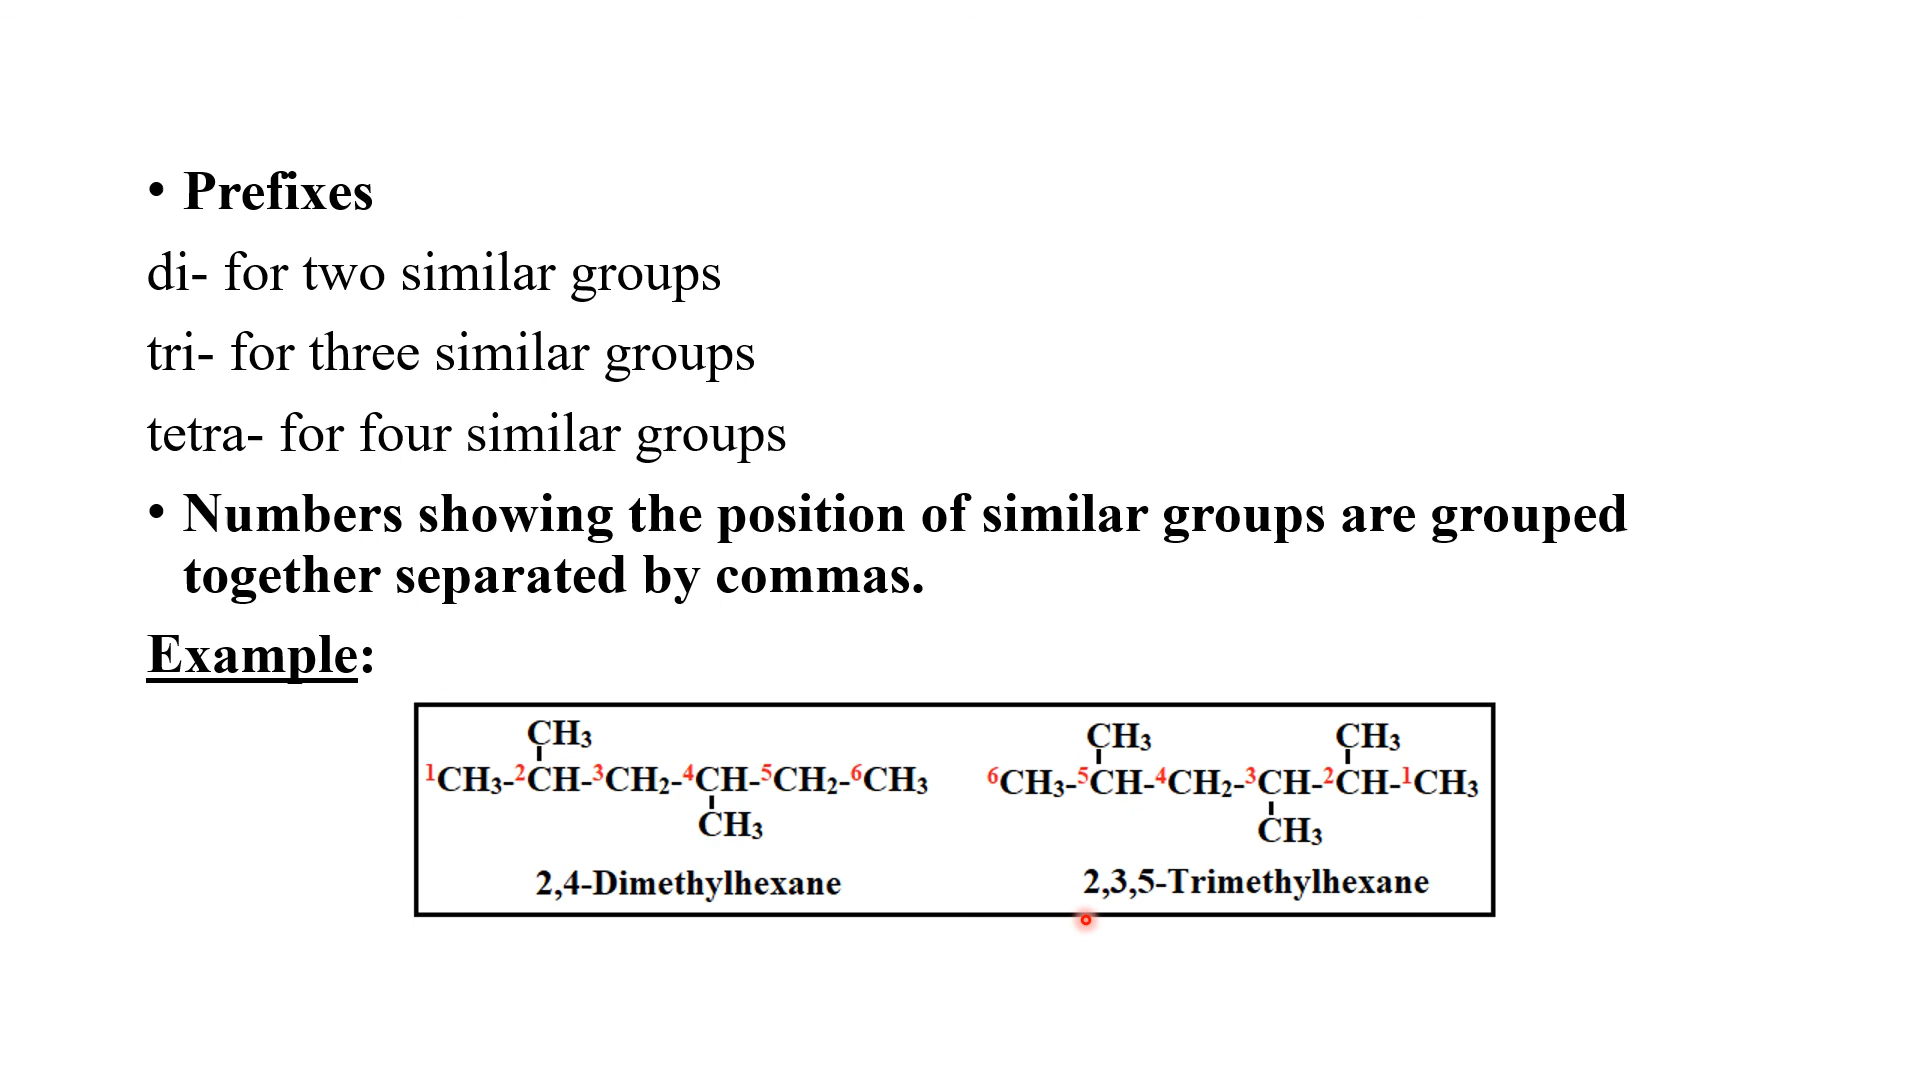 • Prefixes
di- for two similar groups
tri- for three similar groups
tetra- for four similar groups
• Numbers showing the position of similar groups are grouped
together separated by commas.
Example:
CH₃ CH₃ CH₃
¹CH₃-²CH-³CH₂-⁴CH-⁵CH₂-⁶CH₃ ⁶CH₃-⁵CH-⁴CH₂-³CH-²CH-¹CH₃
CH₃ CH₃
2,4-Dimethylhexane 2,3,5-Trimethylhexane